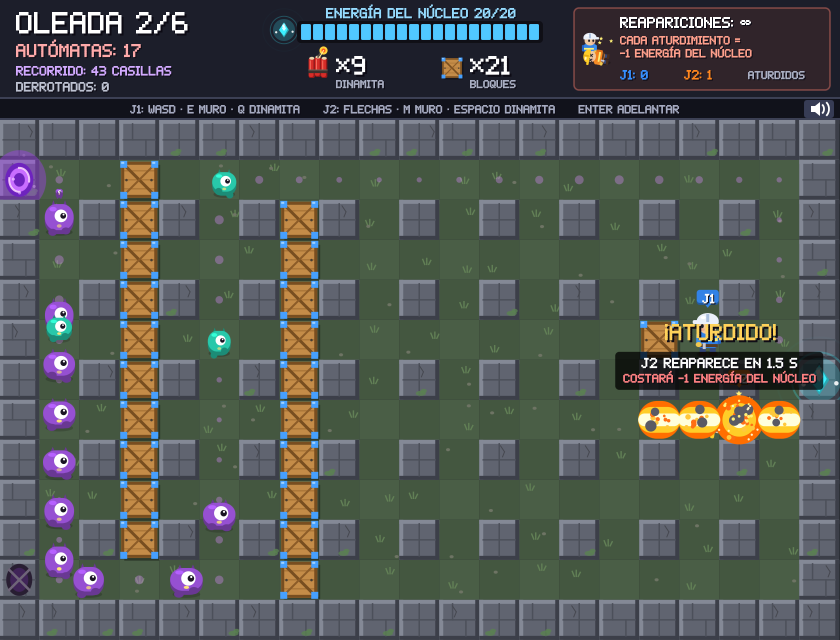 OLEADA 2/6
AUTÓMATAS: 17
RECORRIDO: 43 CASILLAS
DERROTADOS: 0
ENERGÍA DEL NÚCLEO 20/20
×9
DINAMITA
×21
BLOQUES
REAPARICIONES: ∞
CADA ATURDIMIENTO =
-1 ENERGÍA DEL NÚCLEO
J1: 0 J2: 1 ATURDIDOS
J1: WASD · E MURO · Q DINAMITA J2: FLECHAS · M MURO · ESPACIO DINAMITA ENTER ADELANTAR
J1
¡ATURDIDO!
J2 REAPARECE EN 1.5 S
COSTARÁ -1 ENERGÍA DEL NÚCLEO